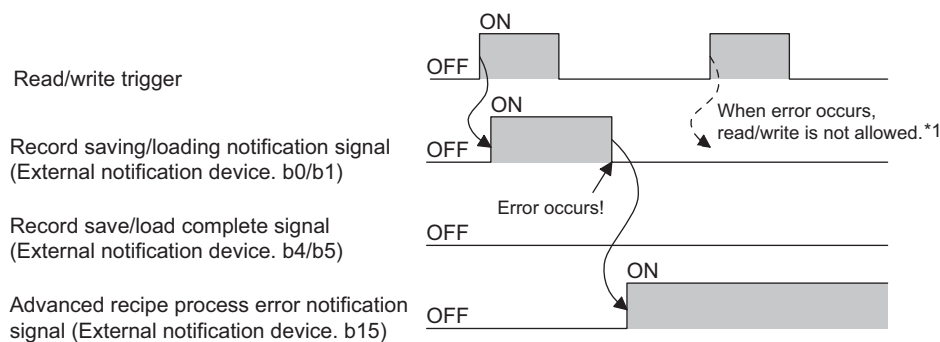 ON
OFF
Read/write trigger
ON
When error occurs,
read/write is not allowed.*1
Record saving/loading notification signal
(External notification device. b0/b1)
OFF
Error occurs!
Record save/load complete signal
(External notification device. b4/b5)
OFF
ON
Advanced recipe process error notification
signal (External notification device. b15)
OFF